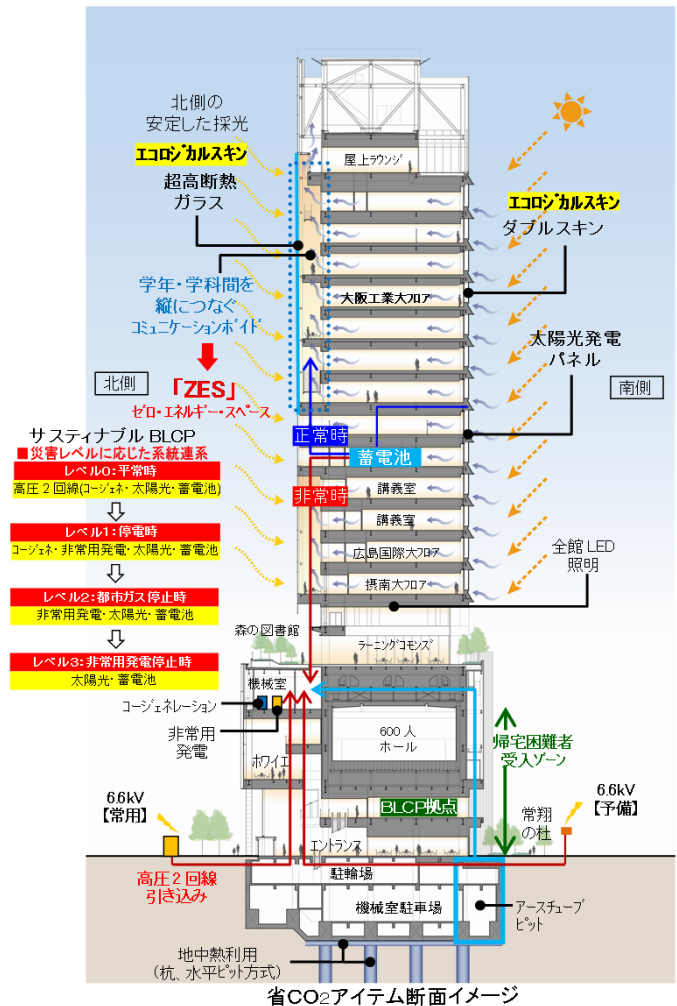 北側の
安定した採光
エコロジカルスキン
超高断熱
ガラス
学年・学科間を
縦につなぐ
コミュニケーションボイド
「ZES」
ゼロ・エネルギー・スペース
北側
サスティナブル BLCP
■災害レベルに応じた系統連系
レベル0：平常時
高圧２回線(コージェネ・太陽光・蓄電池)
レベル1：停電時
コージェネ・非常用発電・太陽光・蓄電池
レベル2：都市ガス停止時
非常用発電・太陽光・蓄電池
レベル3：非常用発電停止時
太陽光・蓄電池
屋上ラウンジ
大阪工業大フロア
正常時
蓄電池
非常時
講義室
講義室
広島国際大フロア
摂南大フロア
エコロジカルスキン
ダブルスキン
太陽光発電
パネル
南側
全館 LED
照明
森の図書館
ラーニングコモンズ
機械室
コージェネレーション
非常用
発電
ホワイエ
600 人
ホール
帰宅困難者
受入ゾーン
BLCP拠点
6.6kV
【常用】
6.6kV
【予備】
常翔
の杜
エントランス
高圧２回線
引き込み
駐輪場
機械室駐車場
アースチューブ
ピット
地中熱利用
(杭、水平ピット方式)
省CO₂アイテム断面イメージ